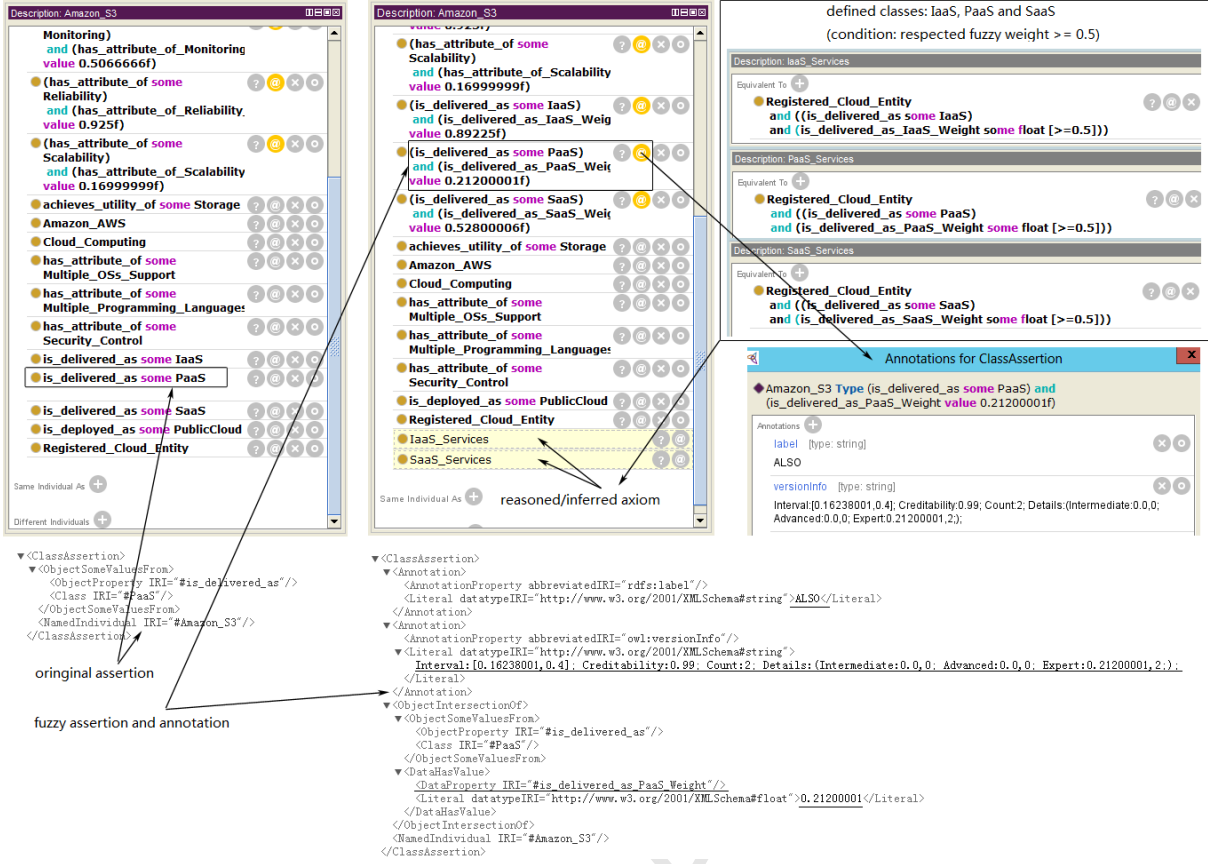 Description: Amazon_S3
Monitoring)
and (has_attribute_of_Monitoring
value 0.5066666f)
(has_attribute_of some
Reliability)
and (has_attribute_of_Reliability_
value 0.925f)
(has_attribute_of some
Scalability)
and (has_attribute_of_Scalability
value 0.16999999f)
achieves_utility_of some Storage
Amazon_AWS
Cloud_Computing
has_attribute_of some
Multiple_OSs_Support
has_attribute_of some
Multiple_Programming_Languages
has_attribute_of some
Security_Control
is_delivered_as some IaaS
is_delivered_as some PaaS
is_delivered_as some SaaS
is_deployed_as some PublicCloud
Registered_Cloud_Entity
Same Individual As
Different Individuals
Description: Amazon_S3
value 0.925f)
(has_attribute_of some
Scalability)
and (has_attribute_of_Scalability
value 0.16999999f)
(is_delivered_as some IaaS)
and (is_delivered_as_IaaS_Weig
value 0.89225f)
(is_delivered_as some PaaS)
and (is_delivered_as_PaaS_Weig
value 0.21200001f)
(is_delivered_as some SaaS)
and (is_delivered_as_SaaS_Weig
value 0.52800006f)
achieves_utility_of some Storage
Amazon_AWS
Cloud_Computing
has_attribute_of some
Multiple_OSs_Support
has_attribute_of some
Multiple_Programming_Languages
has_attribute_of some
Security_Control
is_deployed_as some PublicCloud
Registered_Cloud_Entity
IaaS_Services
SaaS_Services
reasoned/inferred axiom
Same Individual As
defined classes: IaaS, PaaS and SaaS
(condition: respected fuzzy weight >= 0.5)
Description: IaaS_Services
Equivalent To
Registered_Cloud_Entity
and ((is_delivered_as some IaaS)
and (is_delivered_as_IaaS_Weight some float [>=0.5]))
Description: PaaS_Services
Equivalent To
Registered_Cloud_Entity
and ((is_delivered_as some PaaS)
and (is_delivered_as_PaaS_Weight some float [>=0.5]))
Description: SaaS_Services
Equivalent To
Registered_Cloud_Entity
and ((is_delivered_as some SaaS)
and (is_delivered_as_SaaS_Weight some float [>=0.5]))
Annotations for ClassAssertion
Amazon_S3 Type (is_delivered_as some PaaS) and
(is_delivered_as_PaaS_Weight value 0.21200001f)
Annotations
label [type: string]
ALSO
versionInfo [type: string]
Interval:[0.16238001,0.4]; Creditability:0.99; Count:2; Details:(Intermediate:0.0,0;
Advanced:0.0,0; Expert:0.21200001,2;);
<ClassAssertion>
<ObjectSomeValuesFrom>
<ObjectProperty IRI="#is_delivered_as"/>
<Class IRI="#PaaS"/>
</ObjectSomeValuesFrom>
<NamedIndividual IRI="#Amazon_S3"/>
</ClassAssertion>
oringinal assertion
fuzzy assertion and annotation
<ClassAssertion>
<Annotation>
<AnnotationProperty abbreviatedIRI="rdfs:label"/>
<Literal datatypeIRI="http://www.w3.org/2001/XMLSchema#string">ALSO</Literal>
</Annotation>
<Annotation>
<AnnotationProperty abbreviatedIRI="owl:versionInfo"/>
<Literal datatypeIRI="http://www.w3.org/2001/XMLSchema#string">
Interval:[0.16238001,0.4]; Creditability:0.99; Count:2; Details:(Intermediate:0.0,0; Advanced:0.0,0; Expert:0.21200001,2;);
</Literal>
</Annotation>
<ObjectIntersectionOf>
<ObjectSomeValuesFrom>
<ObjectProperty IRI="#is_delivered_as"/>
<Class IRI="#PaaS"/>
</ObjectSomeValuesFrom>
<DataHasValue>
<DataProperty IRI="#is_delivered_as_PaaS_Weight"/>
<Literal datatypeIRI="http://www.w3.org/2001/XMLSchema#float">0.21200001</Literal>
</DataHasValue>
</ObjectIntersectionOf>
<NamedIndividual IRI="#Amazon_S3"/>
</ClassAssertion>